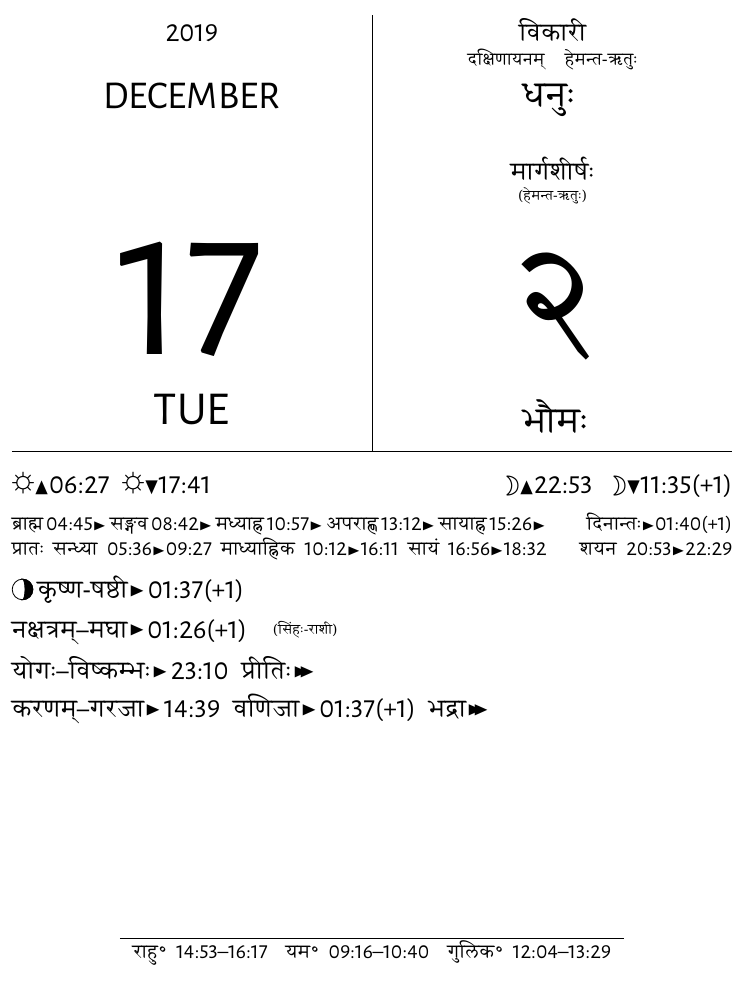 2019
DECEMBER
17
TUE
विकारी
दक्षिणायनम् हेमन्त-ऋतुः
धनुः
मार्गशीर्षः
(हेमन्त-ऋतुः)
२
भौमः
☼▲06:27 ☼▼17:41 ☽▲22:53 ☽▼11:35(+1)
ब्राह्म 04:45► सङ्गव 08:42► मध्याह्न 10:57► अपराह्ण 13:12► सायाह्न 15:26► दिनान्तः►01:40(+1)
प्रातः सन्ध्या 05:36►09:27 माध्याह्निक 10:12►16:11 सायं 16:56►18:32 शयन 20:53►22:29
कृष्ण-षष्ठी► 01:37(+1)
नक्षत्रम्–मघा► 01:26(+1) (सिंहः-राशी)
योगः–विष्कम्भः► 23:10 प्रीतिः►►
करणम्–गरजा► 14:39 वणिजा► 01:37(+1) भद्रा►►
राहु° 14:53–16:17 यम° 09:16–10:40 गुलिक° 12:04–13:29